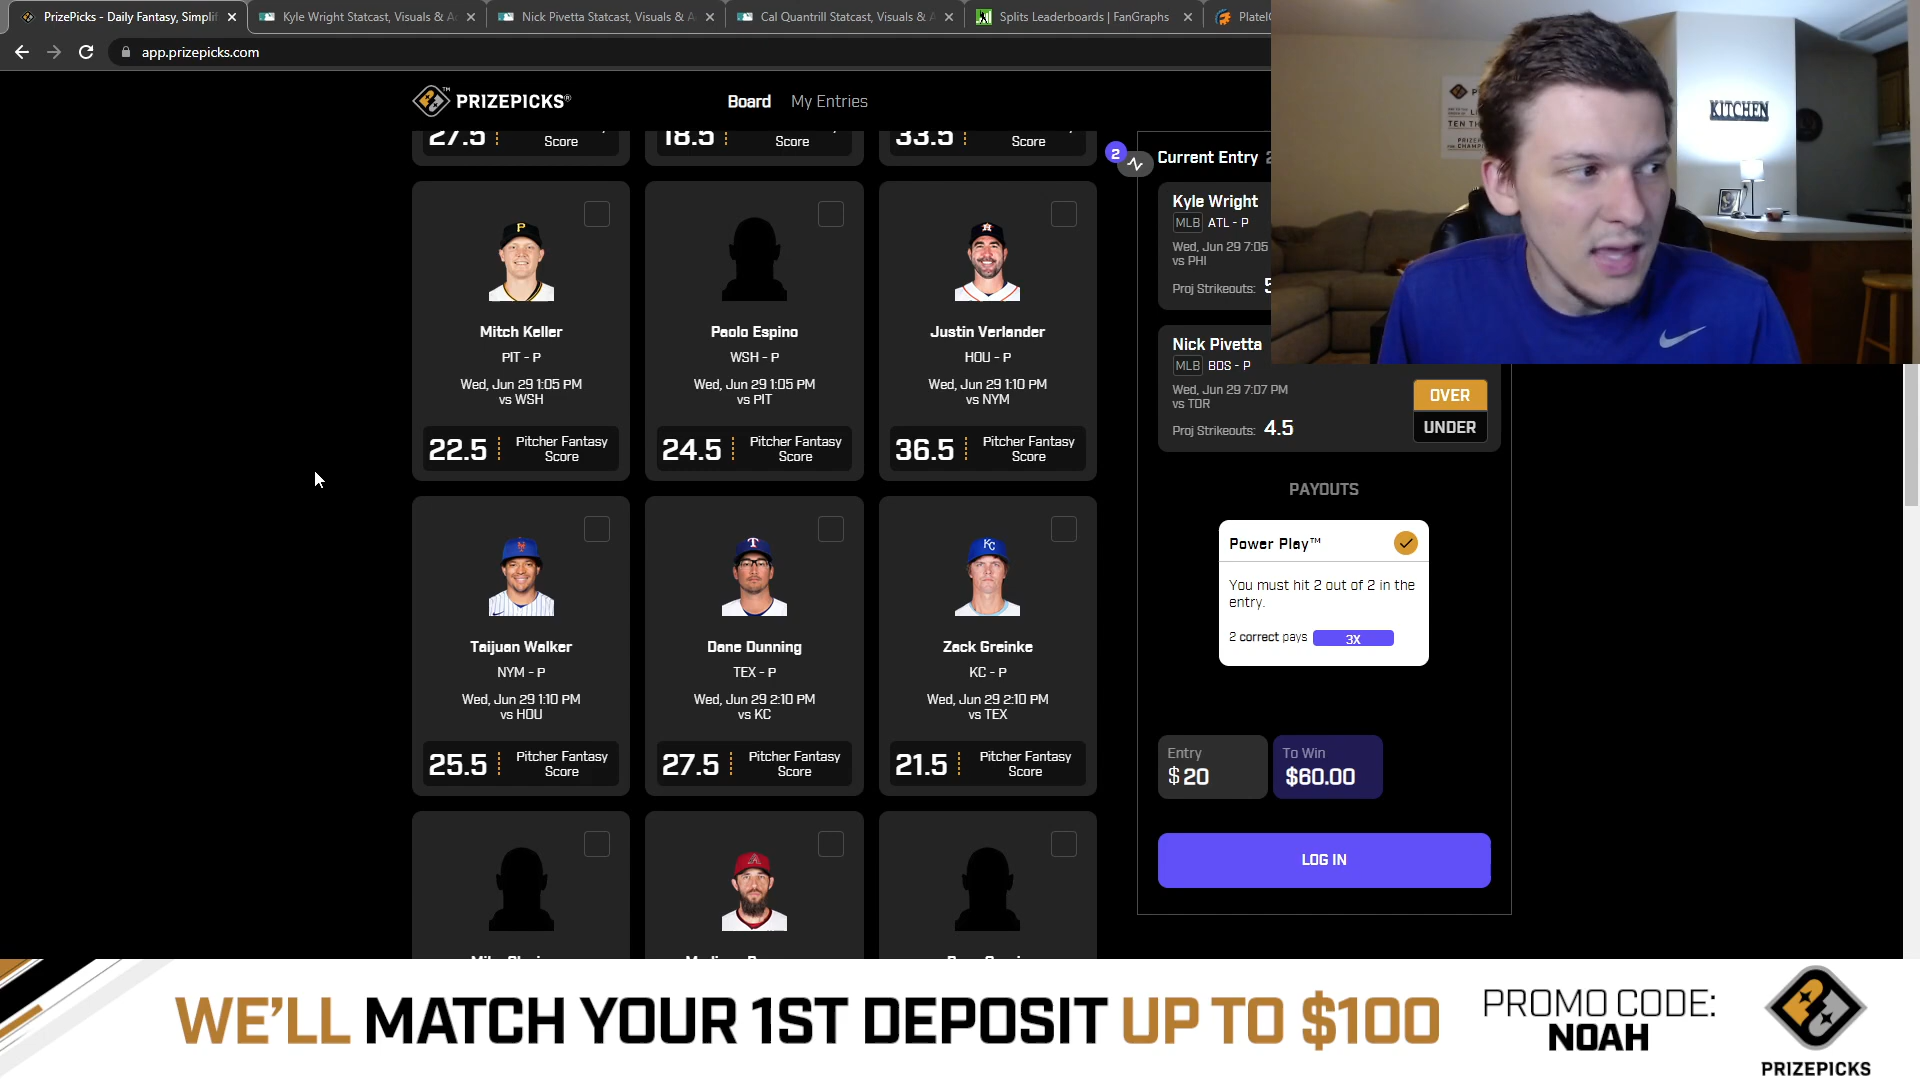 PrizePicks - Daily Fantasy, Simplif
Kyle Wright Statcast, Visuals & A
Nick Pivetta Statcast, Visuals & A
Cal Quantrill Statcast, Visuals & A
Splits Leaderboards | FanGraphs
app.prizepicks.com
PRIZEPICKS®
Board
My Entries
27.5
Score
18.5
Score
33.5
Score
Mitch Keller
PIT - P
Wed, Jun 29 1:05 PM
vs WSH
22.5
Pitcher Fantasy
Score
Paolo Espino
WSH - P
Wed, Jun 29 1:05 PM
vs PIT
24.5
Pitcher Fantasy
Score
Justin Verlander
HOU - P
Wed, Jun 29 1:10 PM
vs NYM
36.5
Pitcher Fantasy
Score
Taijuan Walker
NYM - P
Wed, Jun 29 1:10 PM
vs HOU
25.5
Pitcher Fantasy
Score
Dane Dunning
TEX - P
Wed, Jun 29 2:10 PM
vs KC
27.5
Pitcher Fantasy
Score
Zack Greinke
KC - P
Wed, Jun 29 2:10 PM
vs TEX
21.5
Pitcher Fantasy
Score
2
Current Entry
Kyle Wright
MLB ATL - P
Wed, Jun 29 7:05
vs PHI
Proj Strikeouts:
Nick Pivetta
MLB BOS - P
Wed, Jun 29 7:07 PM
vs TOR
Proj Strikeouts: 4.5
OVER
UNDER
PAYOUTS
Power Play™
You must hit 2 out of 2 in the
entry.
2 correct pays 3X
Entry
$ 20
To Win
$60.00
LOG IN
KITCHEN
WE'LL MATCH YOUR 1ST DEPOSIT UP TO $100
PROMO CODE:
NOAH
PRIZEPICKS